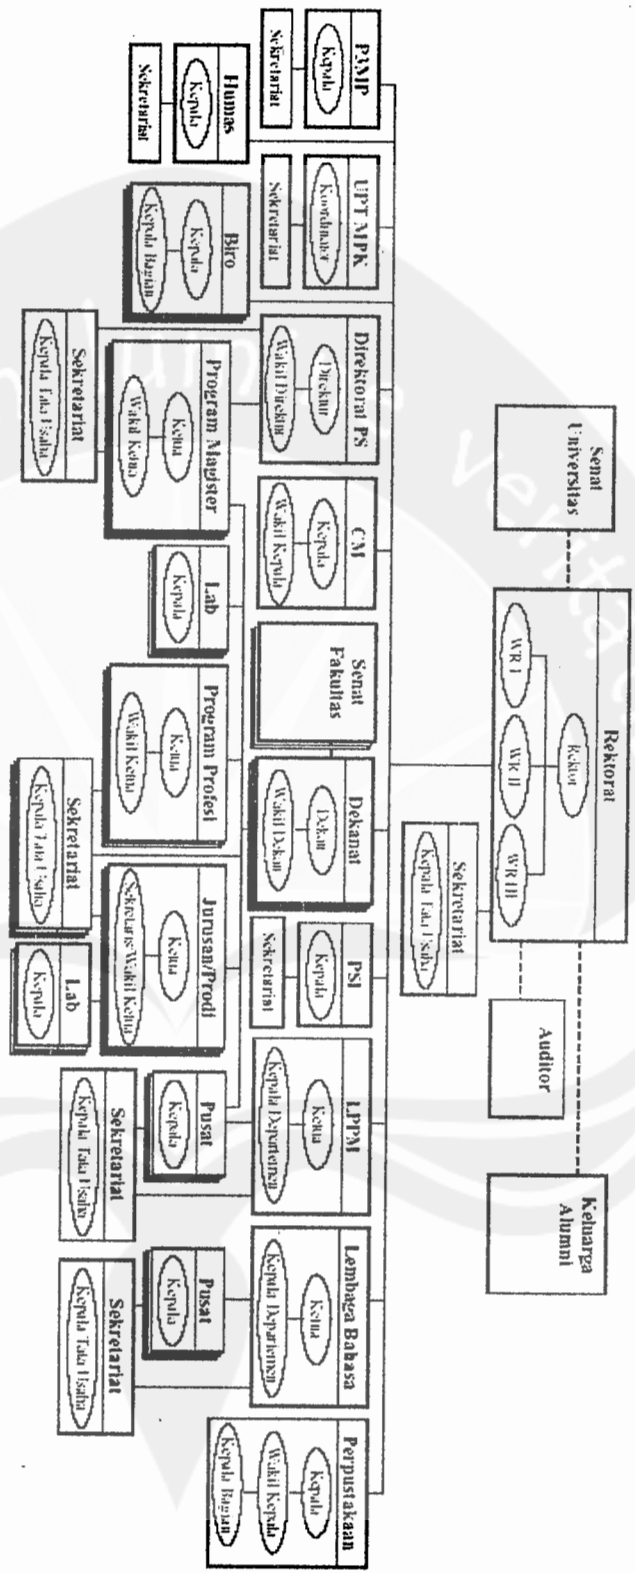 Rektorat
Rektor
WR I
WR II
WR III
Senat
Universitas
Auditor
Keluarga
Alumni
Sekretariat
Kepala Tata Usaha
P3MP
Kepala
Sekretariat
Humas
Kepala
Sekretariat
UPT MPK
Koordinator
Sekretariat
Biro
Kepala
Kepala Bagian
Direktorat PS
Direktur
Wakil Direktur
CM
Kepala
Wakil Kepala
Senat
Fakultas
Dekanat
Dekan
Wakil Dekan
PSI
Kepala
Sekretariat
LPPM
Ketua
Kepala Departemen
Lembaga Bahasa
Ketua
Kepala Departemen
Perpustakaan
Kepala
Wakil Kepala
Kepala Bagian
Program Magister
Ketua
Wakil Ketua
Sekretariat
Kepala Tata Usaha
Lab
Kepala
Program Profesi
Ketua
Wakil Ketua
Jurusan/Prodi
Ketua
Sekretaris/Wakil Ketua
Sekretariat
Kepala Tata Usaha
Lab
Kepala
Pusat
Kepala
Sekretariat
Kepala Tata Usaha
Pusat
Kepala
Sekretariat
Kepala Tata Usaha